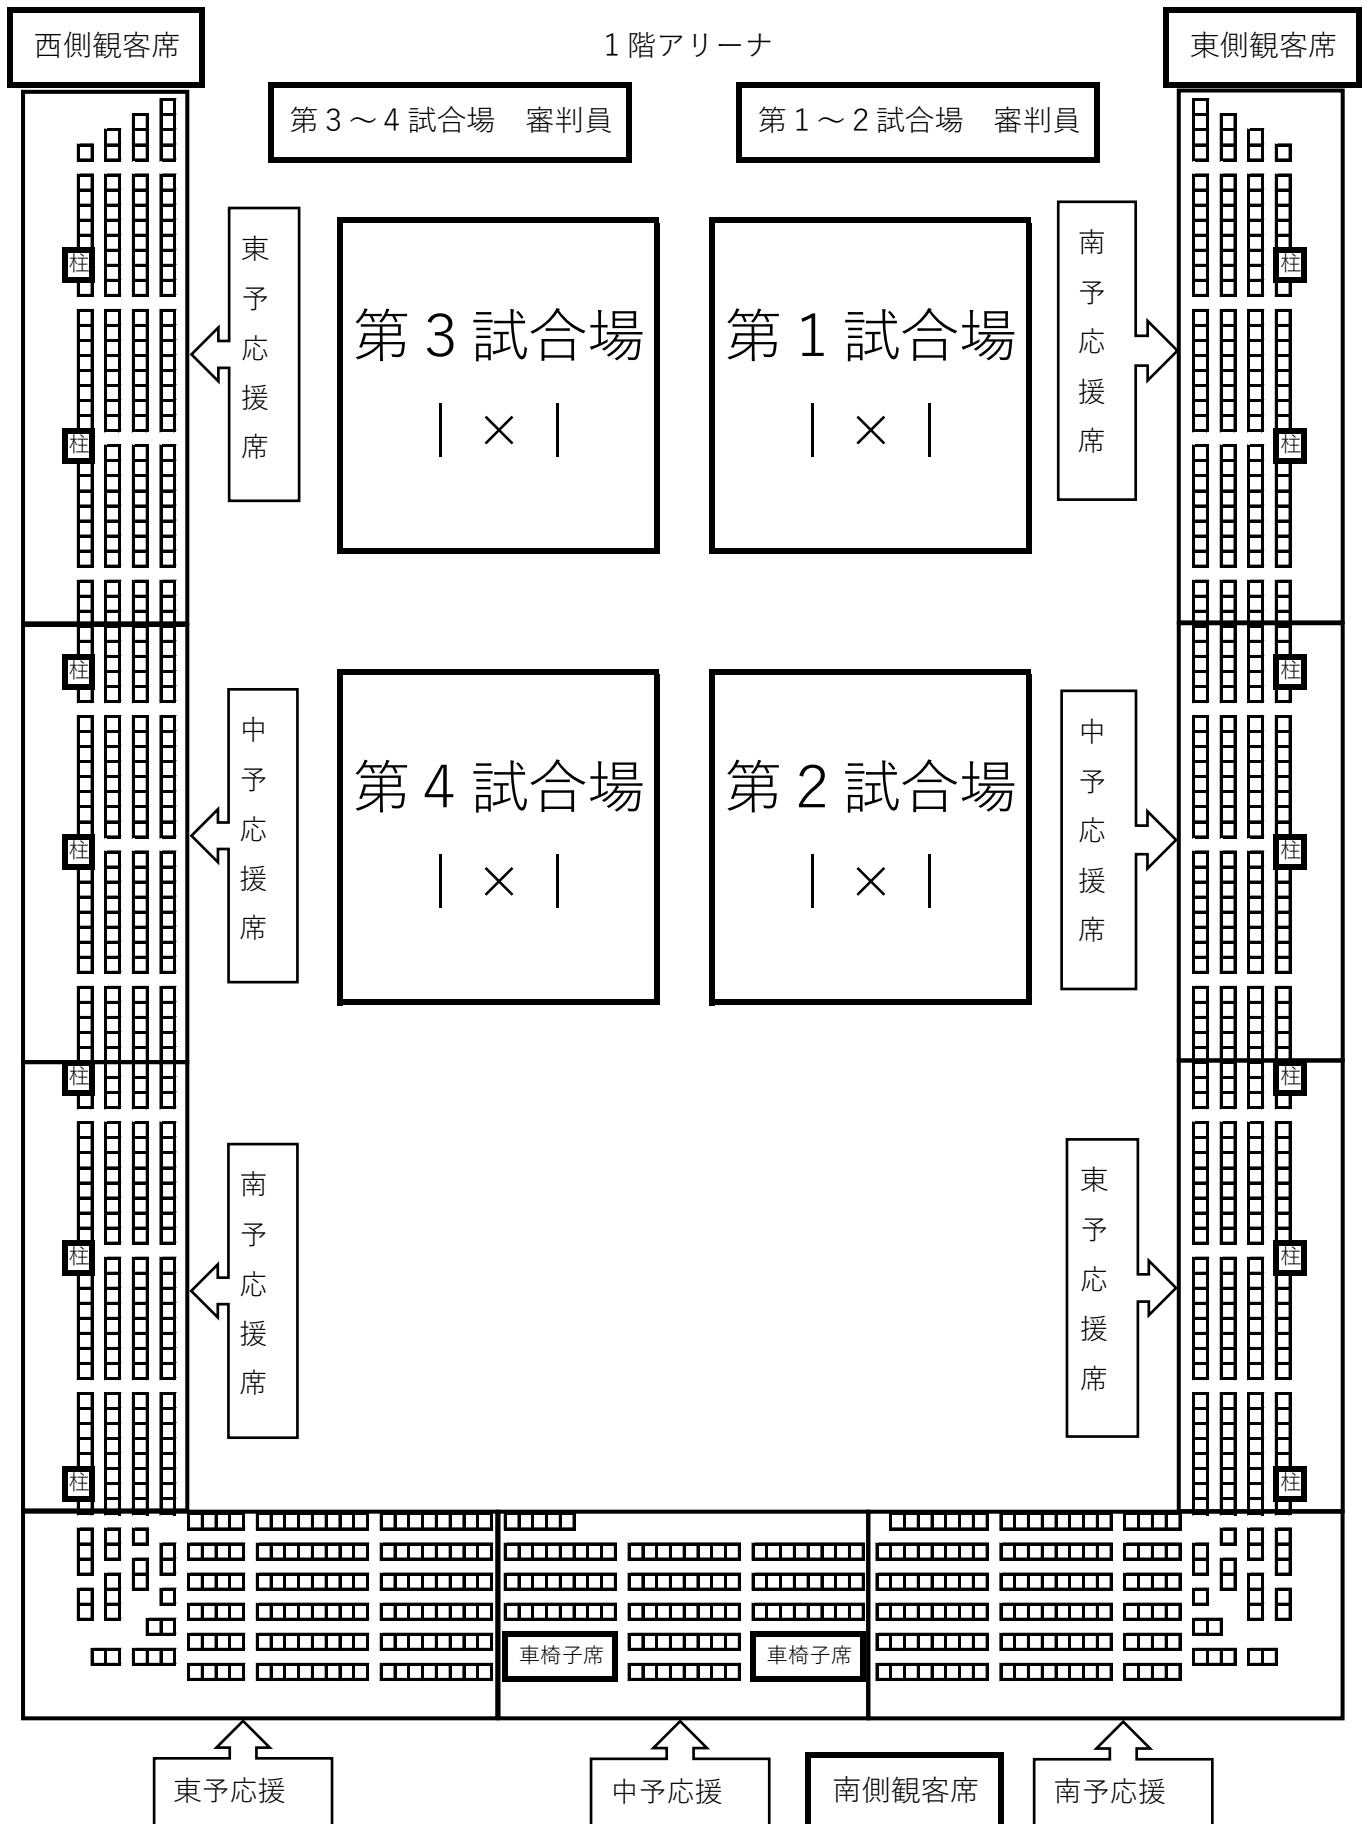 西側観客席
1階アリーナ
東側観客席
第3～4試合場　審判員
第1～2試合場　審判員
東予応援席
第3試合場
｜ × ｜
第1試合場
｜ × ｜
南予応援席
柱
柱
柱
柱
中予応援席
第4試合場
｜ × ｜
第2試合場
｜ × ｜
中予応援席
柱
柱
柱
柱
柱
柱
南予応援席
東予応援席
柱
柱
柱
柱
車椅子席
車椅子席
東予応援
中予応援
南側観客席
南予応援